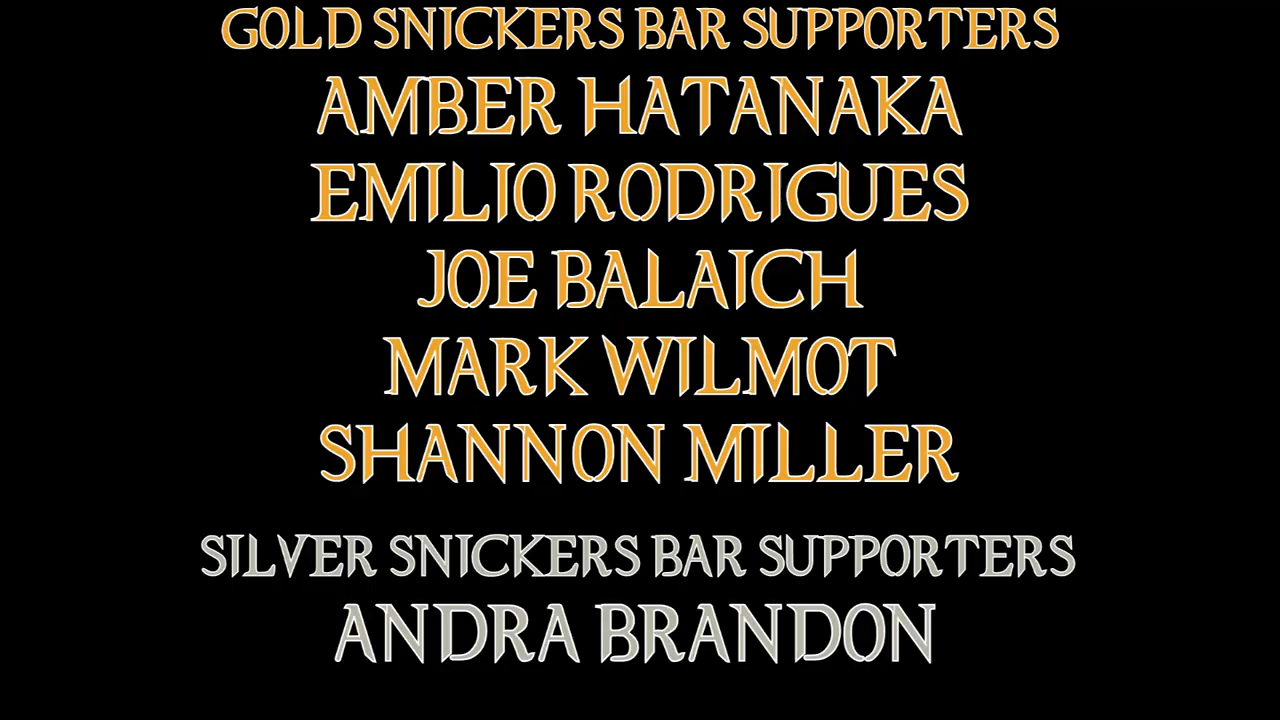 GOLD SNICKERS BAR SUPPORTERS
AMBER HATANAKA
EMILIO RODRIGUES
JOE BALAICH
MARK WILMOT
SHANNON MILLER
SILVER SNICKERS BAR SUPPORTERS
ANDRA BRANDON